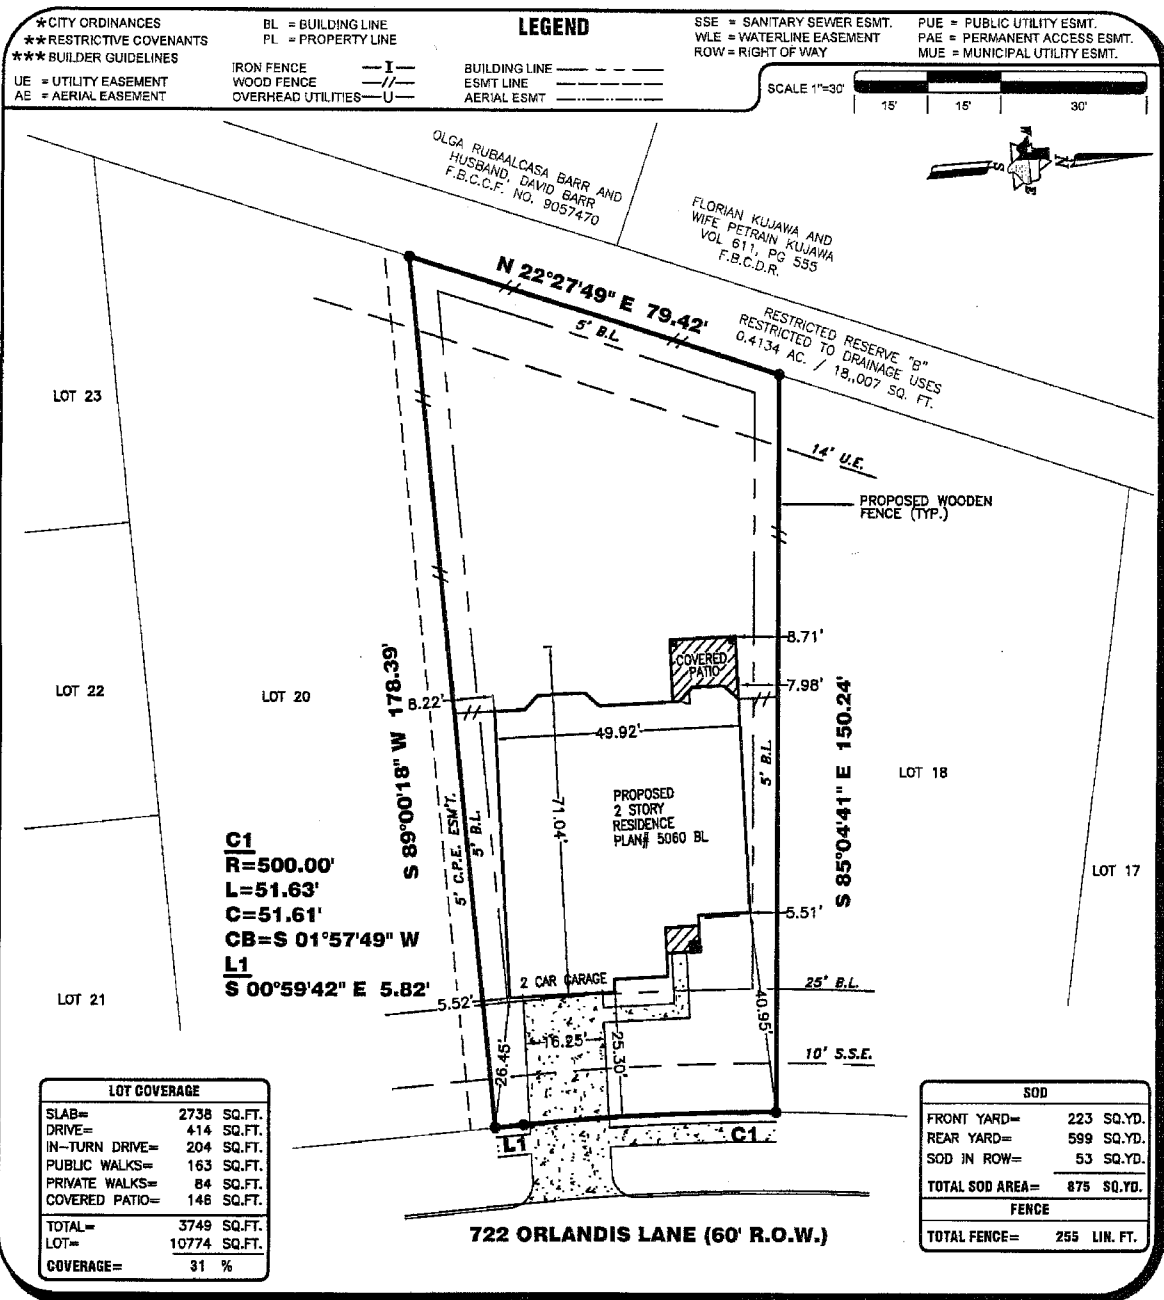 *CITY ORDINANCES
**RESTRICTIVE COVENANTS
***BUILDER GUIDELINES
UE = UTILITY EASEMENT
AE = AERIAL EASEMENT
BL = BUILDING LINE
PL = PROPERTY LINE
IRON FENCE —I—
WOOD FENCE —//—
OVERHEAD UTILITIES —U—
LEGEND
BUILDING LINE
ESMT LINE
AERIAL ESMT
SSE = SANITARY SEWER ESMT.
WLE = WATERLINE EASEMENT
ROW = RIGHT OF WAY
PUE = PUBLIC UTILITY ESMT.
PAE = PERMANENT ACCESS ESMT.
MUE = MUNICIPAL UTILITY ESMT.
SCALE 1"=30'
15' 15' 30'
N
S
E
OLGA RUBAALCASA BARR AND
HUSBAND, DAVID BARR
F.B.C.C.F. NO. 9057470
FLORIAN KUJAWA AND
WIFE PETRAIN KUJAWA
VOL 611, PG 555
F.B.C.D.R.
N 22°27'49" E 79.42'
5' B.L.
RESTRICTED RESERVE "B"
RESTRICTED TO DRAINAGE USES
0.4134 AC. / 18,,007 SQ. FT.
LOT 23
14' U.E.
PROPOSED WOODEN
FENCE (TYP.)
8.71'
COVERED
PATIO
7.98'
LOT 22
LOT 20
8.22'
S 89°00'18" W 178.39'
49.92'
71.04'
5' B.L.
S 85°04'41" E 150.24'
LOT 18
PROPOSED
2 STORY
RESIDENCE
PLAN# 5060 BL
5' C.P.E. ESM'T.
5' B.L.
LOT 17
C1
R=500.00'
L=51.63'
C=51.61'
CB=S 01°57'49" W
L1
S 00°59'42" E 5.82'
5.51'
LOT 21
2 CAR GARAGE
25' B.L.
5.52'
40.95'
16.25'
25.30'
26.45'
10' S.S.E.
L1
C1
722 ORLANDIS LANE (60' R.O.W.)
LOT COVERAGE
SLAB= 2738 SQ.FT.
DRIVE= 414 SQ.FT.
IN-TURN DRIVE= 204 SQ.FT.
PUBLIC WALKS= 163 SQ.FT.
PRIVATE WALKS= 84 SQ.FT.
COVERED PATIO= 146 SQ.FT.
TOTAL= 3749 SQ.FT.
LOT= 10774 SQ.FT.
COVERAGE= 31 %
SOD
FRONT YARD= 223 SQ.YD.
REAR YARD= 599 SQ.YD.
SOD IN ROW= 53 SQ.YD.
TOTAL SOD AREA= 875 SQ.YD.
FENCE
TOTAL FENCE= 255 LIN. FT.